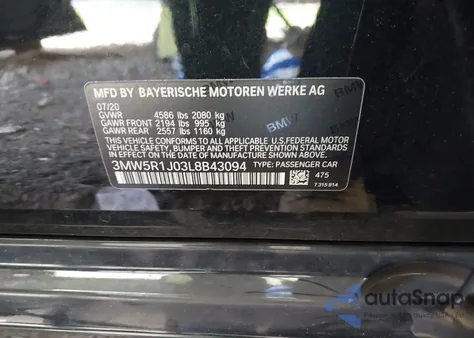 MFD BY BAYERISCHE MOTOREN WERKE AG
07/20
GVWR 4586 lbs 2080 kg
GAWR FRONT 2194 lbs 995 kg
GAWR REAR 2557 lbs 1160 kg
THIS VEHICLE CONFORMS TO ALL APPLICABLE U.S. FEDERAL MOTOR
VEHICLE SAFETY, BUMPER, AND THEFT PREVENTION STANDARDS IN
EFFECT ON THE DATE OF MANUFACTURE SHOWN ABOVE.
3MW5R1J03L8B43094 TYPE: PASSENGER CAR
475
7 315 814
BMW
BMW
autoSnap